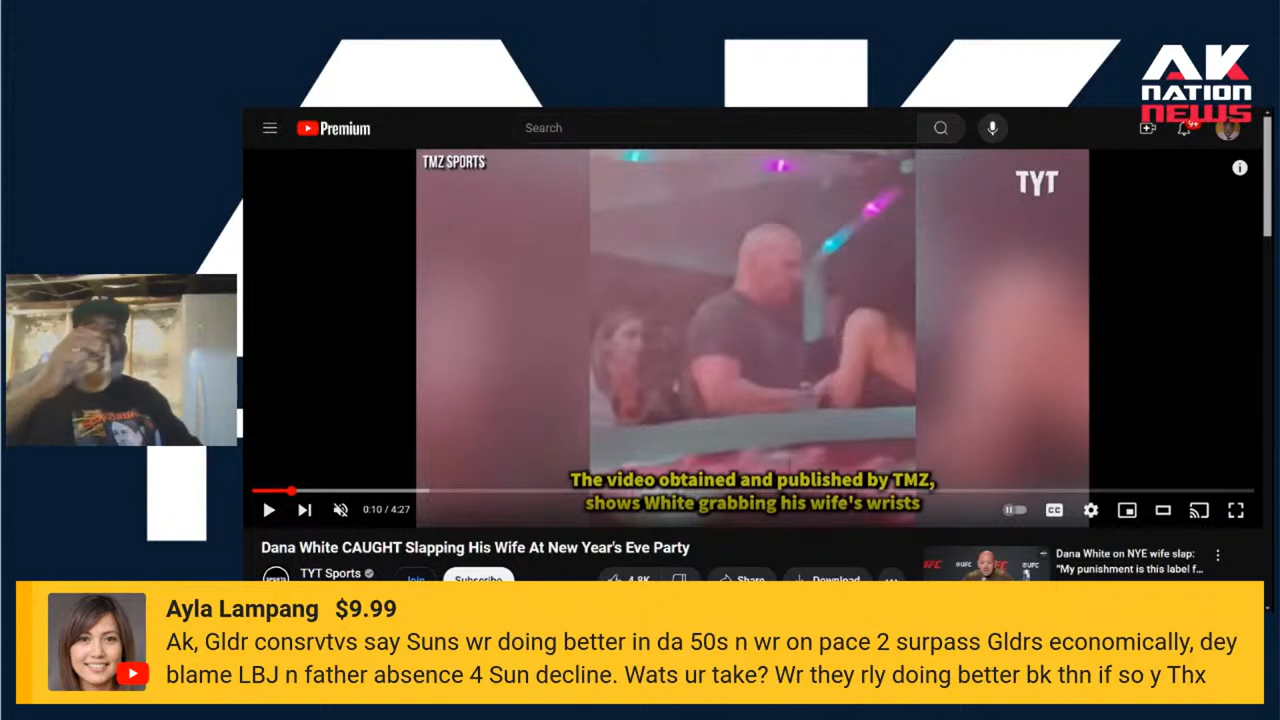 AK
NATION
NEWS
Premium
Search
9+
TMZ SPORTS
TYT
The video obtained and published by TMZ,
shows White grabbing his wife's wrists
0:10 / 4:27
CC
Dana White CAUGHT Slapping His Wife At New Year's Eve Party
TYT Sports
Join
Subscribe
4.8K
Share
Download
UFC
Dana White on NYE wife slap:
"My punishment is this label f...
Ayla Lampang $9.99
Ak, Gldr consrvtvs say Suns wr doing better in da 50s n wr on pace 2 surpass Gldrs economically, dey
blame LBJ n father absence 4 Sun decline. Wats ur take? Wr they rly doing better bk thn if so y Thx